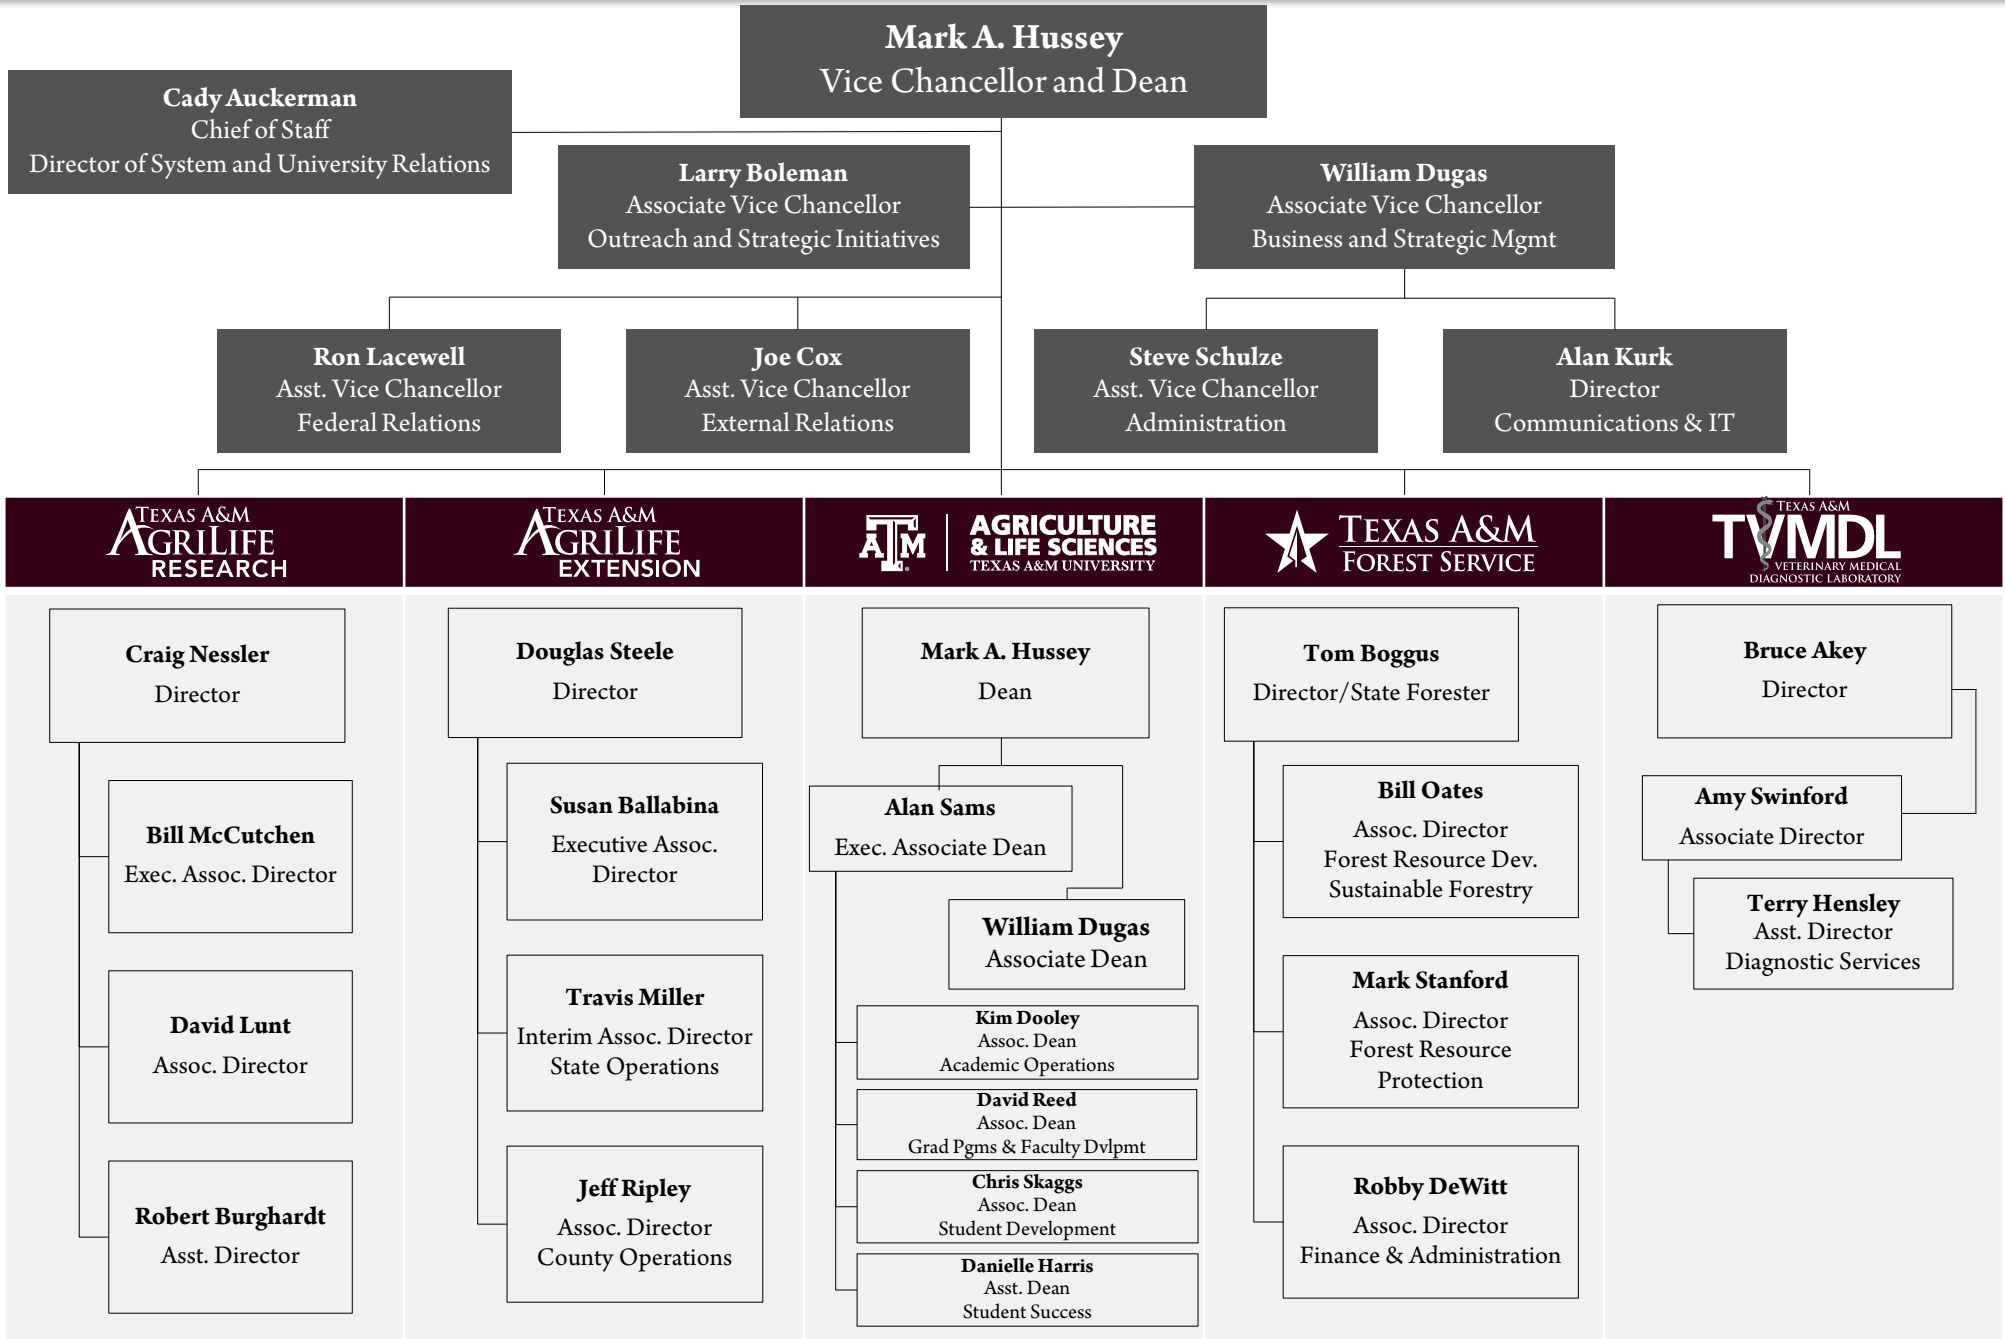 Mark A. Hussey
Vice Chancellor and Dean
Cady Auckerman
Chief of Staff
Director of System and University Relations
Larry Boleman
Associate Vice Chancellor
Outreach and Strategic Initiatives
William Dugas
Associate Vice Chancellor
Business and Strategic Mgmt
Ron Lacewell
Asst. Vice Chancellor
Federal Relations
Joe Cox
Asst. Vice Chancellor
External Relations
Steve Schulze
Asst. Vice Chancellor
Administration
Alan Kurk
Director
Communications & IT
TEXAS A&M
AGRILIFE
RESEARCH
TEXAS A&M
AGRILIFE
EXTENSION
ATM
AGRICULTURE
& LIFE SCIENCES
TEXAS A&M UNIVERSITY
TEXAS A&M
FOREST SERVICE
TEXAS A&M
TVMDL
VETERINARY MEDICAL
DIAGNOSTIC LABORATORY
Craig Nessler
Director
Bill McCutchen
Exec. Assoc. Director
David Lunt
Assoc. Director
Robert Burghardt
Asst. Director
Douglas Steele
Director
Susan Ballabina
Executive Assoc.
Director
Travis Miller
Interim Assoc. Director
State Operations
Jeff Ripley
Assoc. Director
County Operations
Mark A. Hussey
Dean
Alan Sams
Exec. Associate Dean
William Dugas
Associate Dean
Kim Dooley
Assoc. Dean
Academic Operations
David Reed
Assoc. Dean
Grad Pgms & Faculty Dvlpmt
Chris Skaggs
Assoc. Dean
Student Development
Danielle Harris
Asst. Dean
Student Success
Tom Boggus
Director/State Forester
Bill Oates
Assoc. Director
Forest Resource Dev.
Sustainable Forestry
Mark Stanford
Assoc. Director
Forest Resource
Protection
Robby DeWitt
Assoc. Director
Finance & Administration
Bruce Akey
Director
Amy Swinford
Associate Director
Terry Hensley
Asst. Director
Diagnostic Services